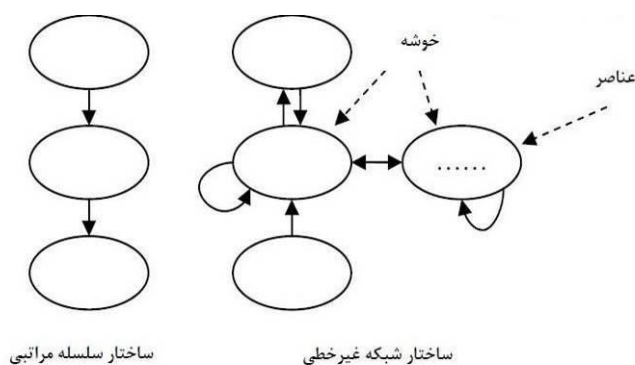 خوشه
عناصر
......
ساختار شبکه غیرخطی
ساختار سلسله مراتبی